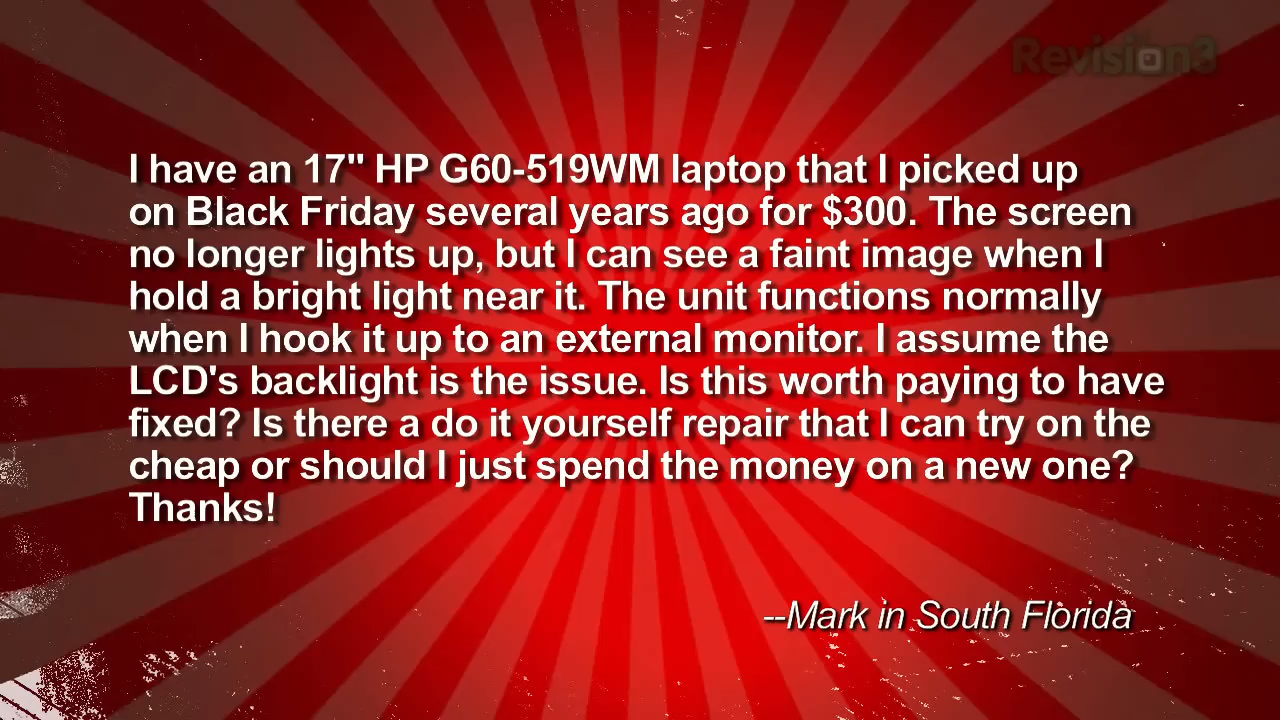 Revision3
I have an 17" HP G60-519WM laptop that I picked up
on Black Friday several years ago for $300. The screen
no longer lights up, but I can see a faint image when I
hold a bright light near it. The unit functions normally
when I hook it up to an external monitor. I assume the
LCD's backlight is the issue. Is this worth paying to have
fixed? Is there a do it yourself repair that I can try on the
cheap or should I just spend the money on a new one?
Thanks!
--Mark in South Florida